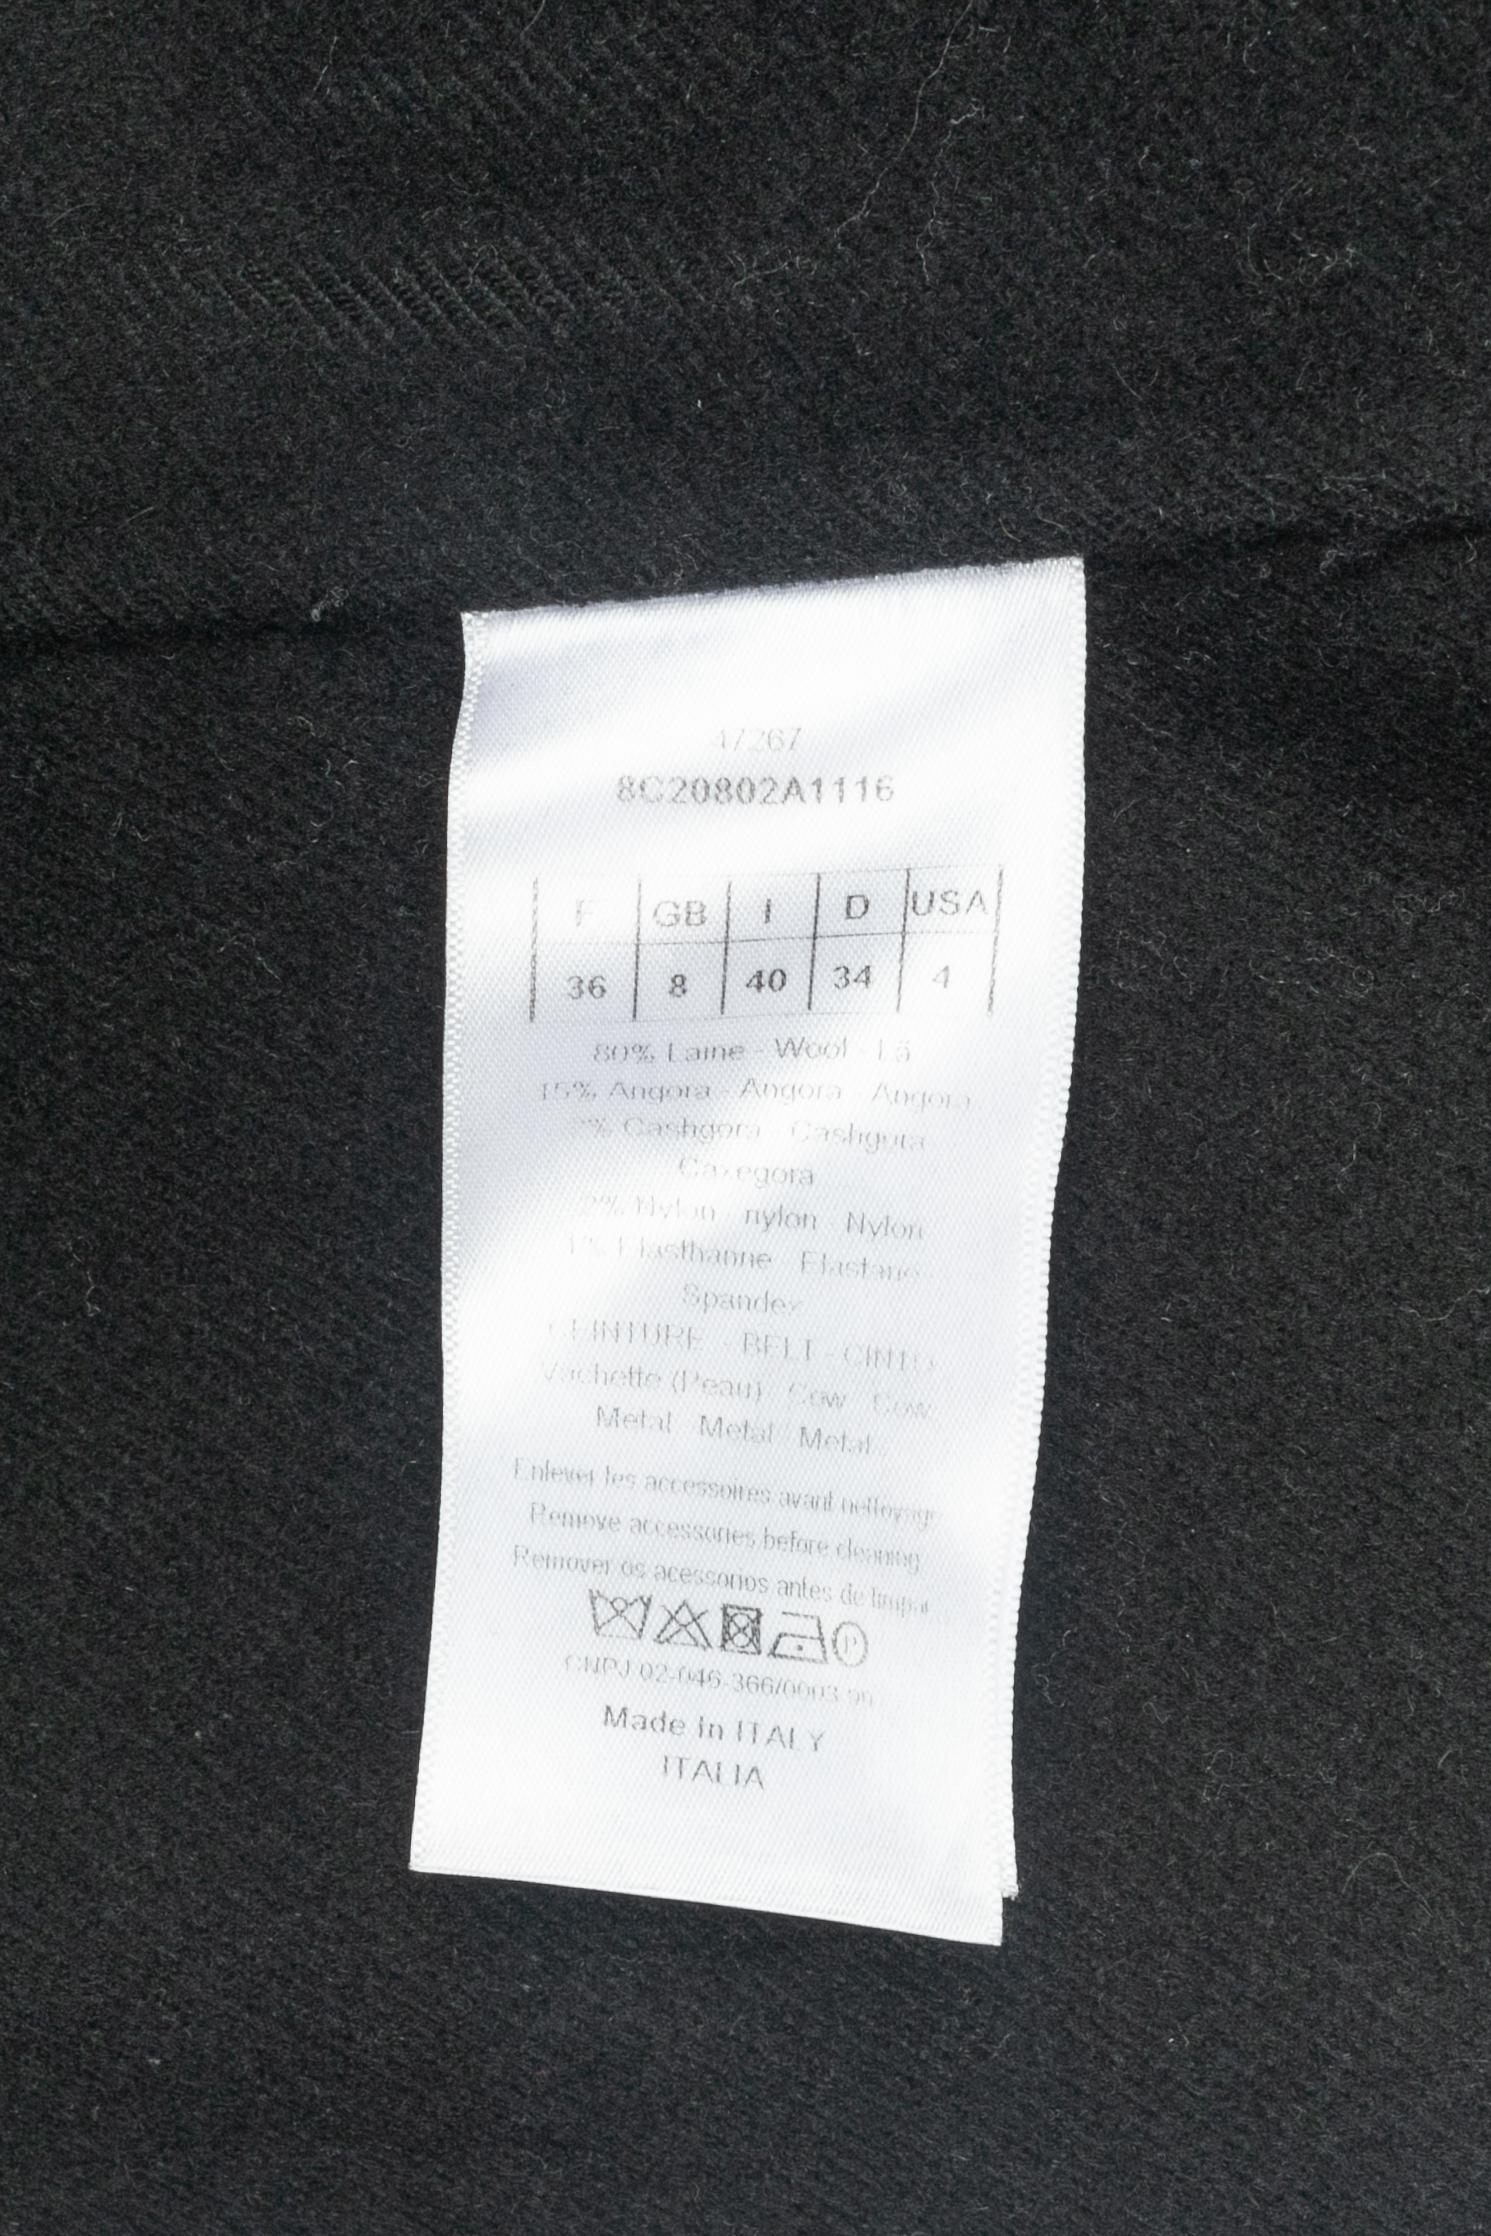 47267
8C20802A1116
F GB I D USA
36 8 40 34 4
80% Laine - Wool - Lã
15% Angora - Angora - Angora
% Cashgora - Cashgora
Cazegora
2% Nylon - nylon - Nylon
1% Elasthanne - Elastane
Spandex
CEINTURE - BELT - CINTO
Vachette (Peau) Cow Cow
Metal Metal Metal
Enlever les accessoires avant nettoyage
Remove accessories before cleaning
Remover os acessorios antes de limpar
P
CNPJ 02-046-366/0003
Made in ITALY
ITALIA